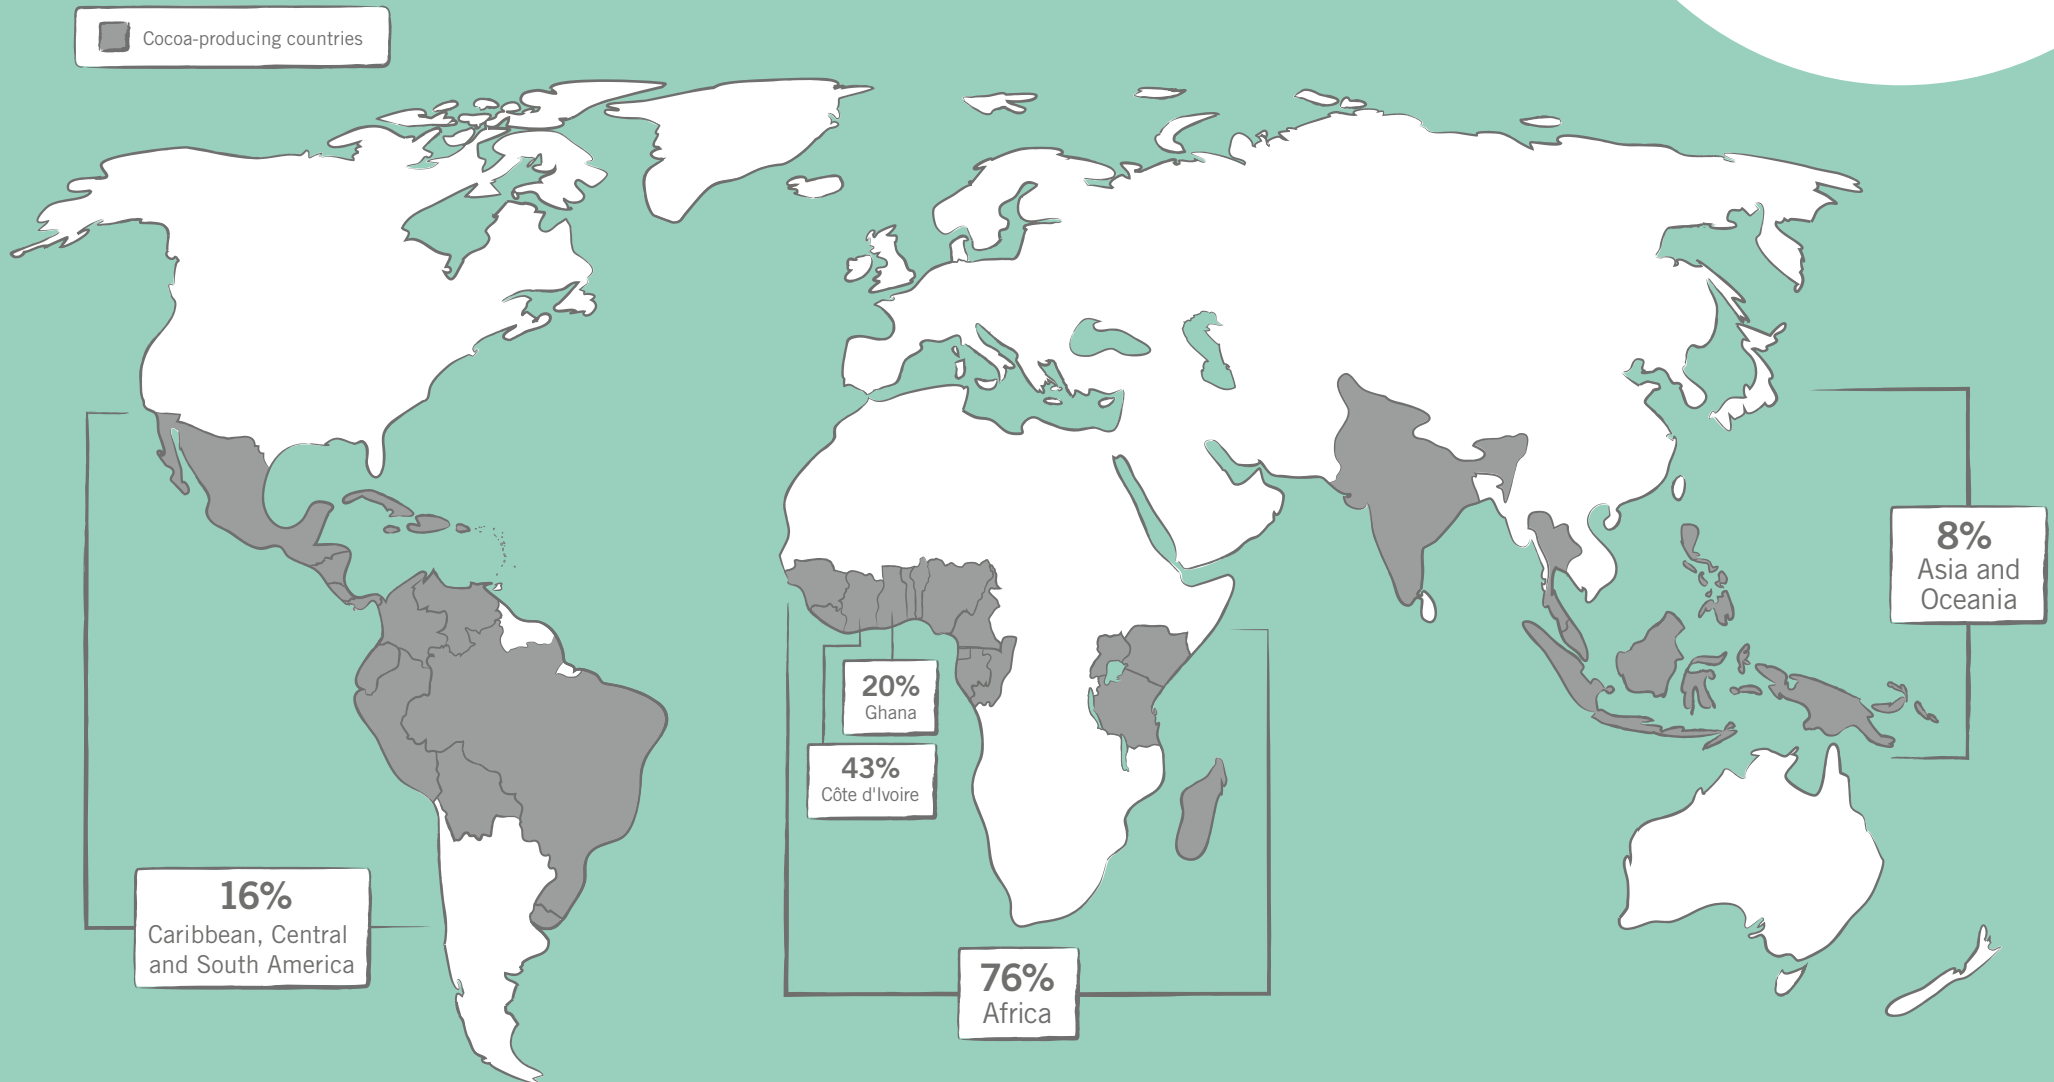 Cocoa-producing countries
8%
Asia and
Oceania
20%
Ghana
43%
Côte d'Ivoire
16%
Caribbean, Central
and South America
76%
Africa